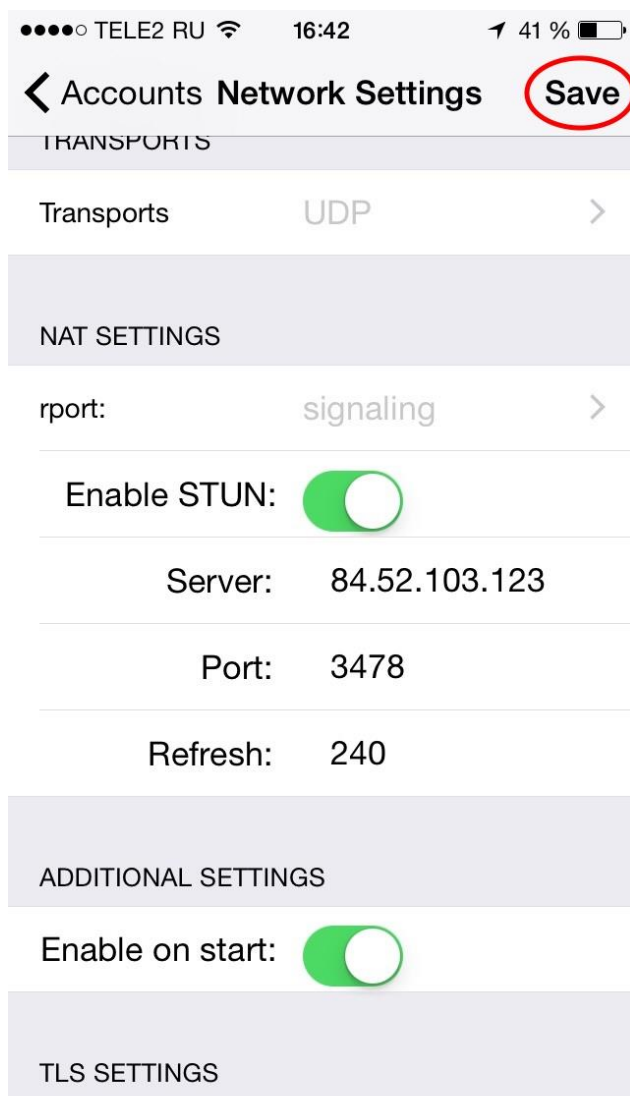 TELE2 RU 16:42 41 %
Accounts Network Settings Save
TRANSPORTS
Transports UDP
NAT SETTINGS
rport: signaling
Enable STUN:
Server: 84.52.103.123
Port: 3478
Refresh: 240
ADDITIONAL SETTINGS
Enable on start:
TLS SETTINGS